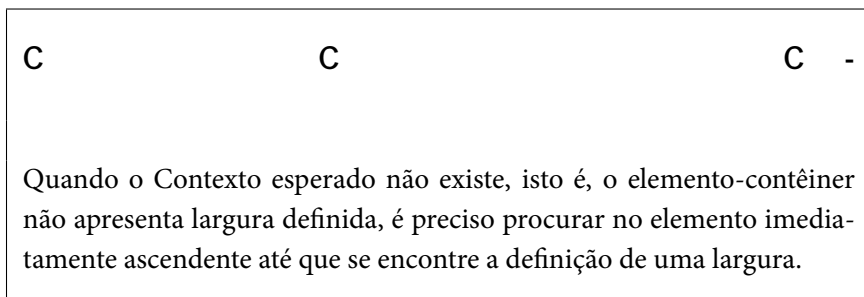 C C C -
Quando o Contexto esperado não existe, isto é, o elemento-contêiner
não apresenta largura definida, é preciso procurar no elemento imedia-
tamente ascendente até que se encontre a definição de uma largura.